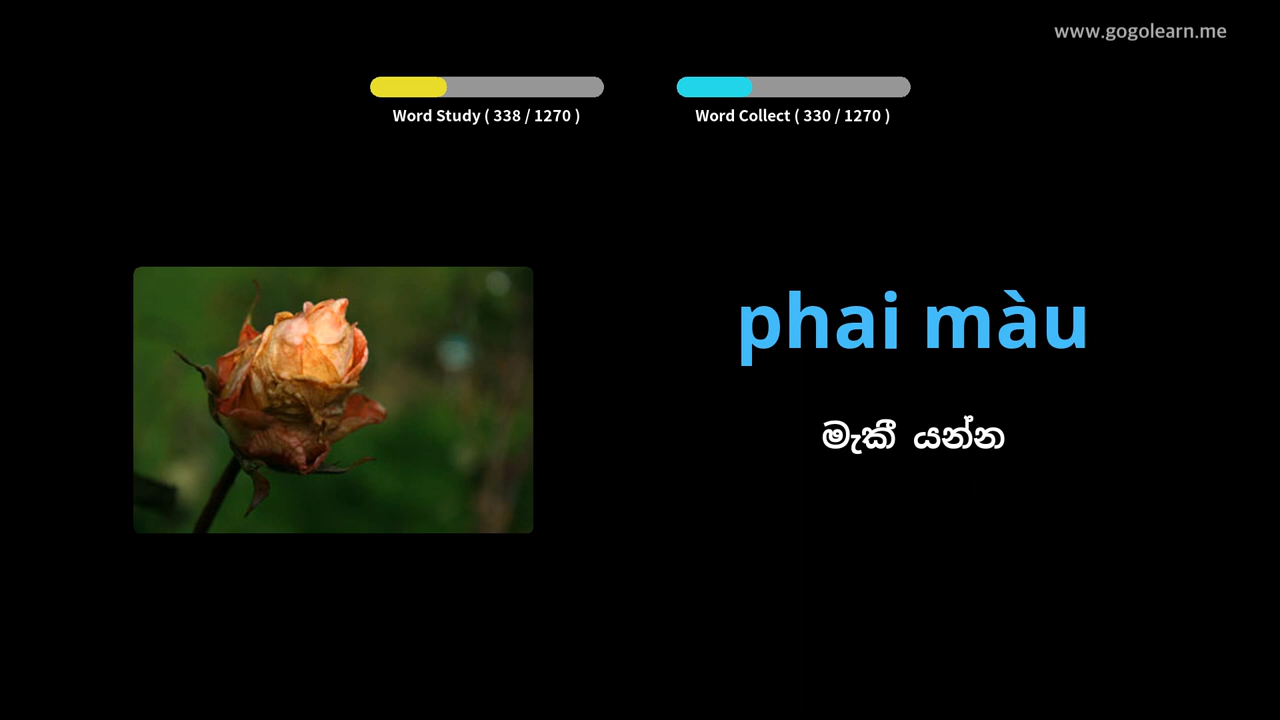 www.gogolearn.me
Word Study ( 338 / 1270 )
Word Collect ( 330 / 1270 )
phai màu
මැකී යන්න